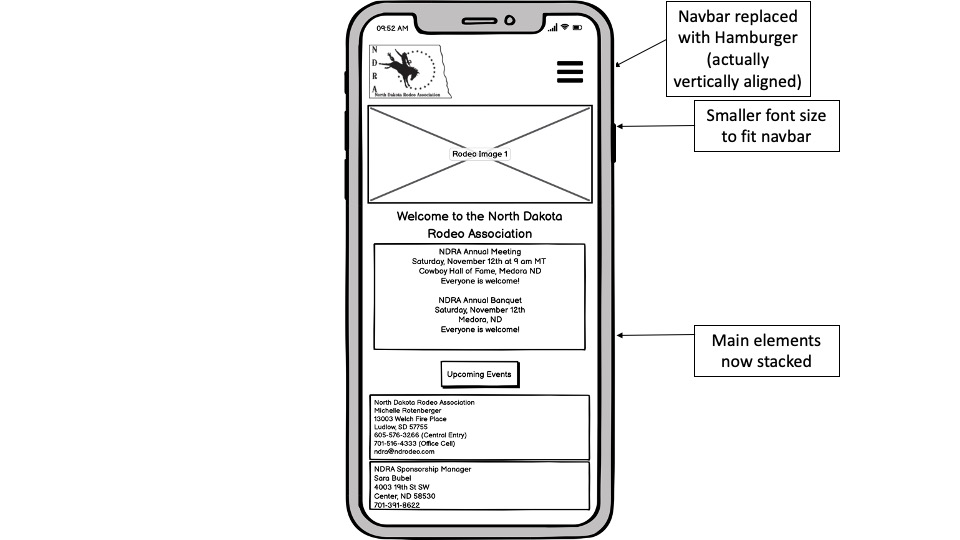 09:52 AM
N
D
R
A
North Dakota Rodeo Association
Rodeo Image 1
Welcome to the North Dakota
Rodeo Association
NDRA Annual Meeting
Saturday, November 12th at 9 am MT
Cowboy Hall of Fame, Medora ND
Everyone is welcome!
NDRA Annual Banquet
Saturday, November 12th
Medora, ND
Everyone is welcome!
Upcoming Events
North Dakota Rodeo Association
Michelle Rotenberger
13003 Welch Fire Place
Ludlow, SD 57755
605-576-3266 (Central Entry)
701-516-4333 (Office Cell)
ndra@ndrodeo.com
NDRA Sponsorship Manager
Sara Bubel
4003 19th St SW
Center, ND 58530
701-391-8622
Navbar replaced
with Hamburger
(actually
vertically aligned)
Smaller font size
to fit navbar
Main elements
now stacked